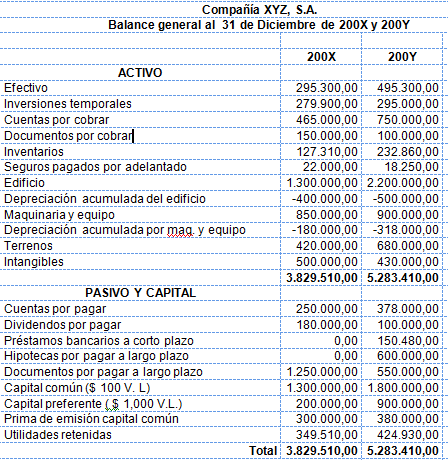 Compañía XYZ, S.A.
Balance general al 31 de Diciembre de 200X y 200Y
200X 200Y
ACTIVO
Efectivo 295.300,00 495.300,00
Inversiones temporales 279.900,00 295.000,00
Cuentas por cobrar 465.000,00 750.000,00
Documentos por cobrar 150.000,00 100.000,00
Inventarios 127.310,00 232.860,00
Seguros pagados por adelantado 22.000,00 18.250,00
Edificio 1.300.000,00 2.200.000,00
Depreciación acumulada del edificio -400.000,00 -500.000,00
Maquinaria y equipo 850.000,00 900.000,00
Depreciación acumulada por maq. y equipo -180.000,00 -318.000,00
Terrenos 420.000,00 680.000,00
Intangibles 500.000,00 430.000,00
3.829.510,00 5.283.410,00
PASIVO Y CAPITAL
Cuentas por pagar 250.000,00 378.000,00
Dividendos por pagar 180.000,00 100.000,00
Préstamos bancarios a corto plazo 0,00 150.480,00
Hipotecas por pagar a largo plazo 0,00 600.000,00
Documentos por pagar a largo plazo 1.250.000,00 550.000,00
Capital común ($ 100 V. L) 1.300.000,00 1.800.000,00
Capital preferente ( $ 1,000 V.L.) 200.000,00 900.000,00
Prima de emisión capital común 300.000,00 380.000,00
Utilidades retenidas 349.510,00 424.930,00
Total 3.829.510,00 5.283.410,00